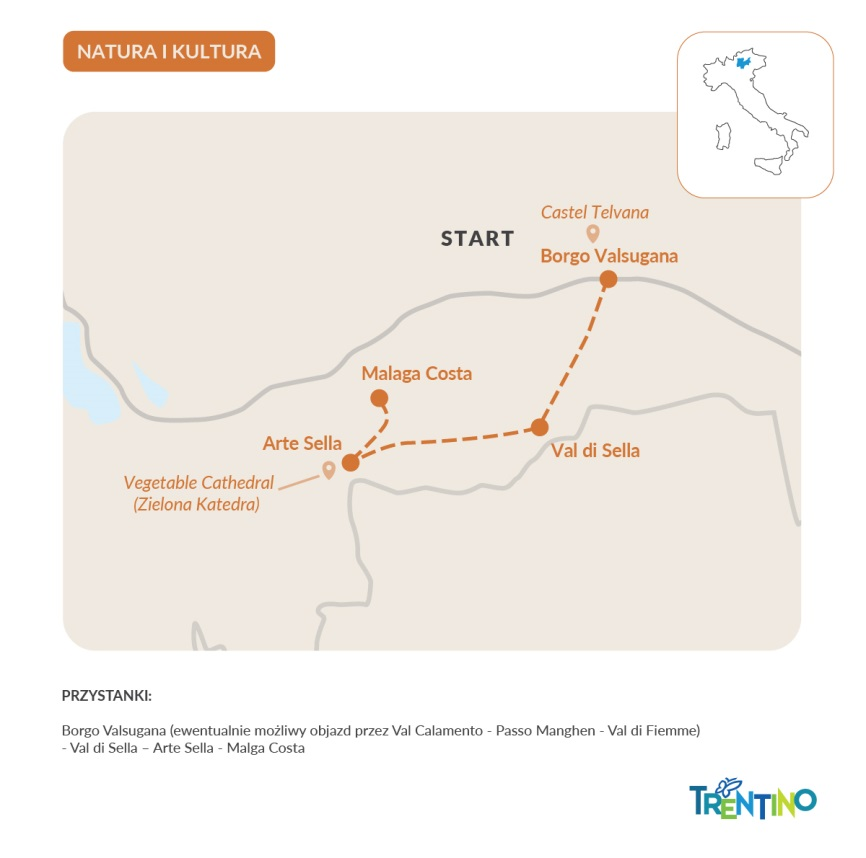 NATURA I KULTURA
Castel Telvana
START
Borgo Valsugana
Malaga Costa
Arte Sella
Val di Sella
Vegetable Cathedral
(Zielona Katedra)
PRZYSTANKI:
Borgo Valsugana (ewentualnie możliwy objazd przez Val Calamento - Passo Manghen - Val di Fiemme)
- Val di Sella – Arte Sella - Malga Costa
TRENTINO